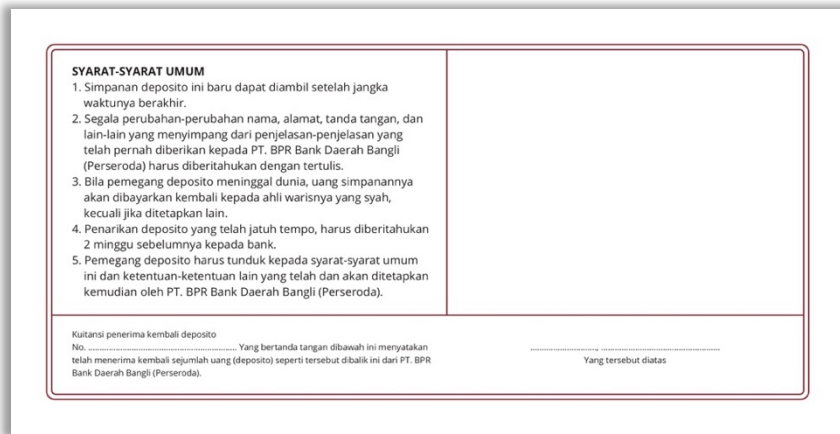 SYARAT-SYARAT UMUM
1. Simpanan deposito ini baru dapat diambil setelah jangka
waktunya berakhir.
2. Segala perubahan-perubahan nama, alamat, tanda tangan, dan
lain-lain yang menyimpang dari penjelasan-penjelasan yang
telah pernah diberikan kepada PT. BPR Bank Daerah Bangli
(Perseroda) harus diberitahukan dengan tertulis.
3. Bila pemegang deposito meninggal dunia, uang simpanannya
akan dibayarkan kembali kepada ahli warisnya yang syah,
kecuali jika ditetapkan lain.
4. Penarikan deposito yang telah jatuh tempo, harus diberitahukan
2 minggu sebelumnya kepada bank.
5. Pemegang deposito harus tunduk kepada syarat-syarat umum
ini dan ketentuan-ketentuan lain yang telah dan akan ditetapkan
kemudian oleh PT. BPR Bank Daerah Bangli (Perseroda).
Kuitansi penerima kembali deposito
No. ................................................................ Yang bertanda tangan dibawah ini menyatakan
telah menerima kembali sejumlah uang (deposito) seperti tersebut dibalik ini dari PT. BPR
Bank Daerah Bangli (Perseroda).
............................, ...................................................
Yang tersebut diatas